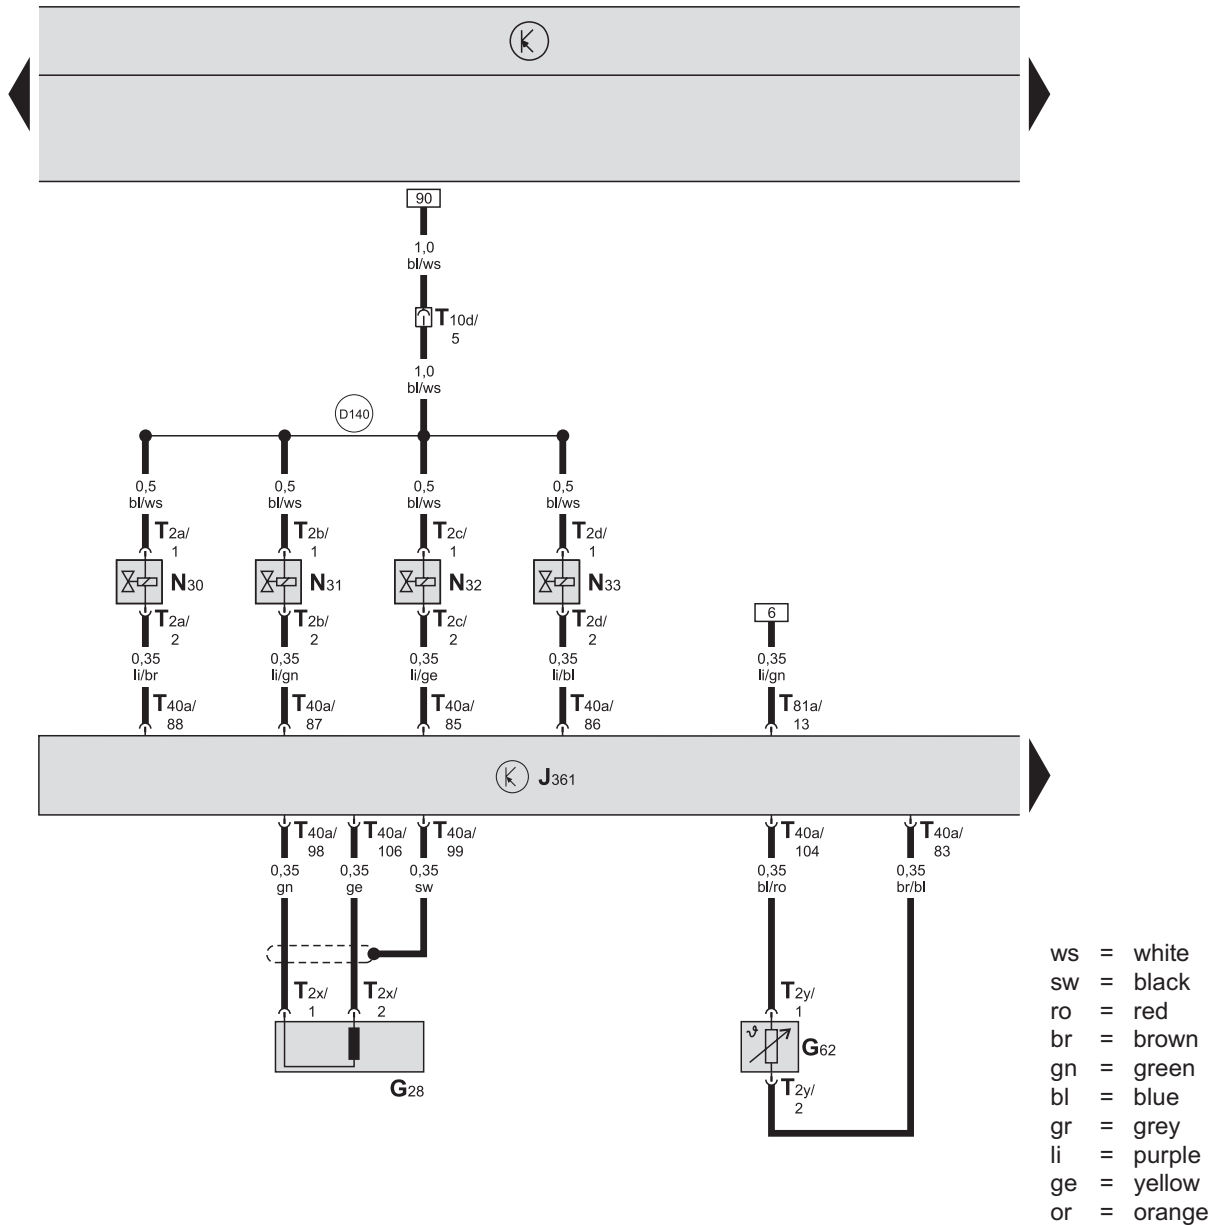 90
1,0
bl/ws
T10d/
5
1,0
bl/ws
D140
0,5 0,5 0,5 0,5
bl/ws bl/ws bl/ws bl/ws
T2a/ T2b/ T2c/ T2d/
1 1 1 1
N30 N31 N32 N33
T2a/ T2b/ T2c/ T2d/
2 2 2 2
6
0,35 0,35 0,35 0,35 0,35
li/br li/gn li/ge li/bl li/gn
T40a/ T40a/ T40a/ T40a/ T81a/
88 87 85 86 13
J361
T40a/ T40a/ T40a/ T40a/ T40a/
98 106 99 104 83
0,35 0,35 0,35 0,35 0,35
gn ge sw bl/ro br/bl
T2x/ T2x/ T2y/
1 2 1
ϑ
G62
G28
T2y/
2
ws = white
sw = black
ro = red
br = brown
gn = green
bl = blue
gr = grey
li = purple
ge = yellow
or = orange